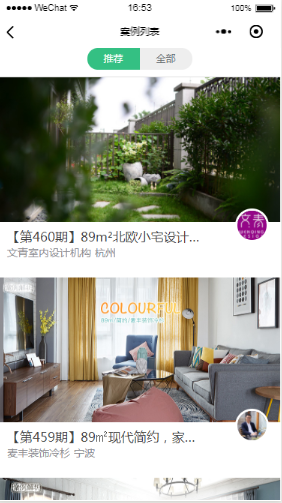 WeChat 16:53 100%
案例列表
推荐 全部
文青
【第460期】89m²北欧小宅设计...
文青室内设计机构 杭州
COLOURFUL
【第459期】89㎡现代简约，家...
麦丰装饰冷杉 宁波